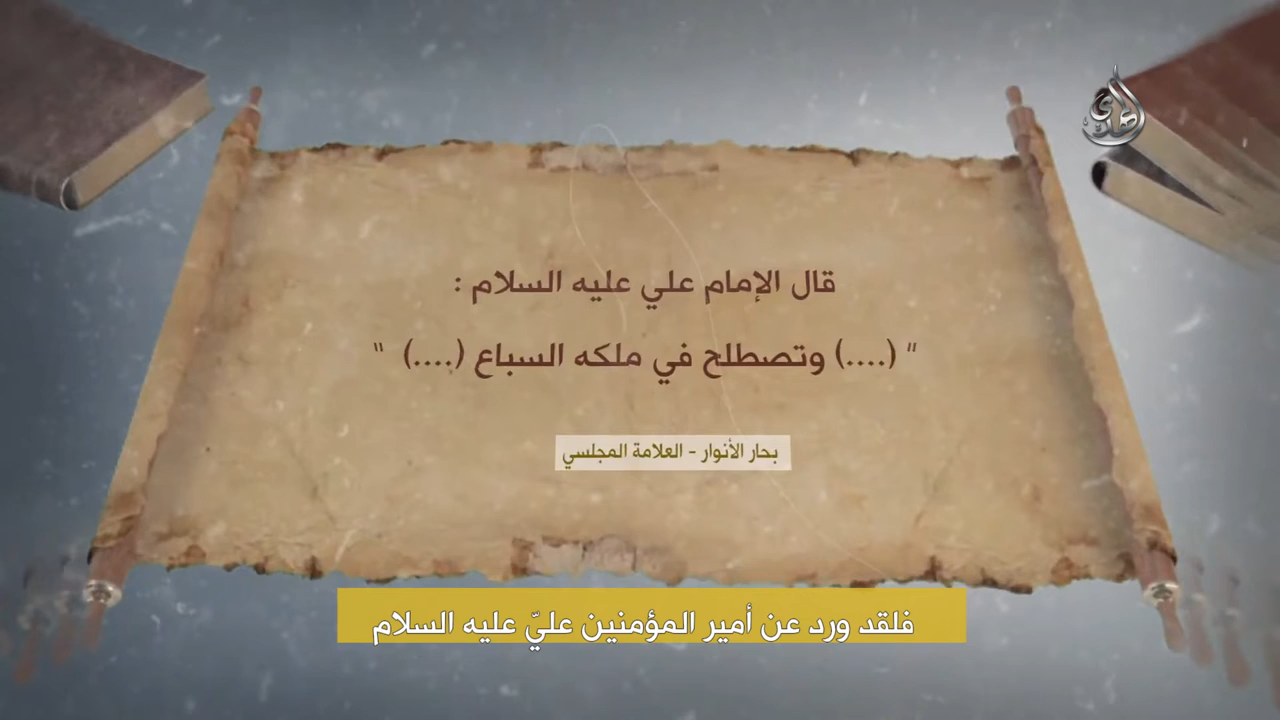 الهدى
قال الإمام علي عليه السلام :
" (....) وتصطلح في ملكه السباع (....) "
بحار الأنوار - العلامة المجلسي
فلقد ورد عن أمير المؤمنين عليّ عليه السلام